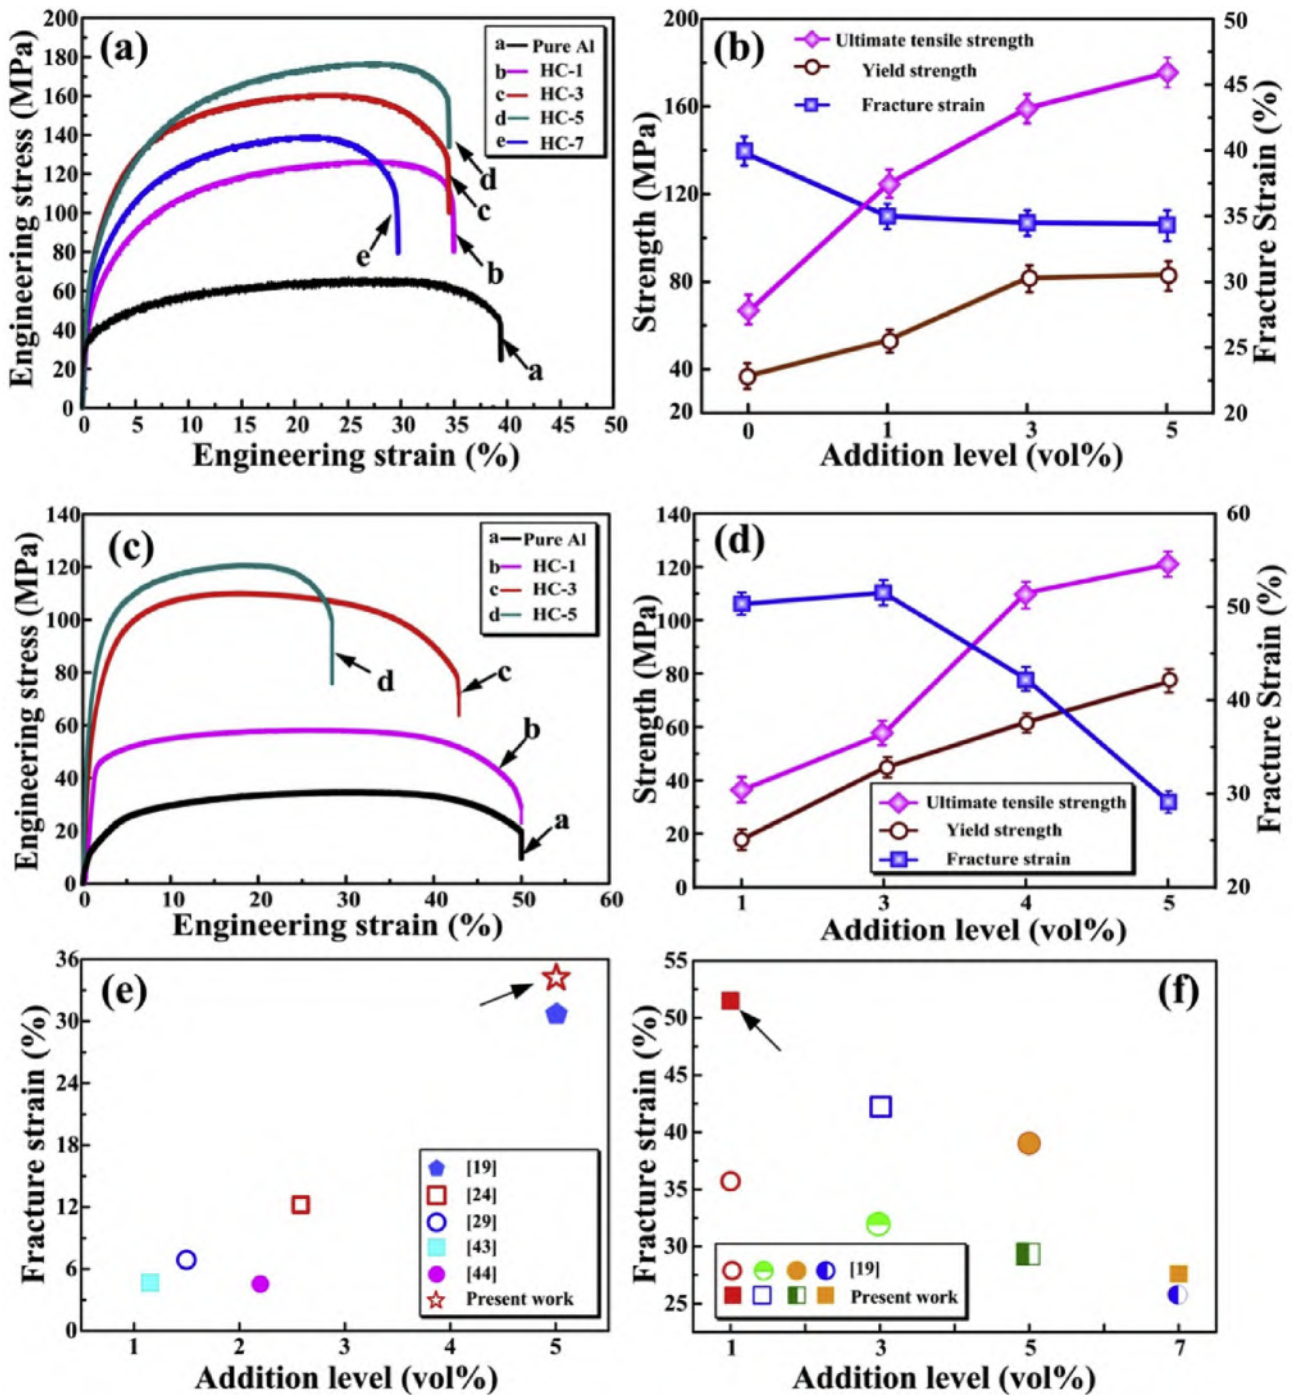 (a)
Engineering stress (MPa)
200
180
160
140
120
100
80
60
40
20
0
0 5 10 15 20 25 30 35 40 45 50
Engineering strain (%)
a Pure Al
b HC-1
c HC-3
d HC-5
e HC-7
d
c
e
b
a
(b)
Strength (MPa)
200
160
120
80
40
20
Ultimate tensile strength
Yield strength
Fracture strain
50
45
40
35
30
25
20
Fracture Strain (%)
0 1 3 5
Addition level (vol%)
(c)
Engineering stress (MPa)
140
120
100
80
60
40
20
0
0 10 20 30 40 50 60
Engineering strain (%)
a Pure Al
b HC-1
c HC-3
d HC-5
d
c
b
a
(d)
Strength (MPa)
140
120
100
80
60
40
20
0
60
50
40
30
20
Fracture Strain (%)
Ultimate tensile strength
Yield strength
Fracture strain
1 3 4 5
Addition level (vol%)
(e)
Fracture strain (%)
36
30
24
18
12
6
0
[19]
[24]
[29]
[43]
[44]
Present work
1 2 3 4 5
Addition level (vol%)
(f)
Fracture strain (%)
55
50
45
40
35
30
25
[19]
Present work
1 3 5 7
Addition level (vol%)